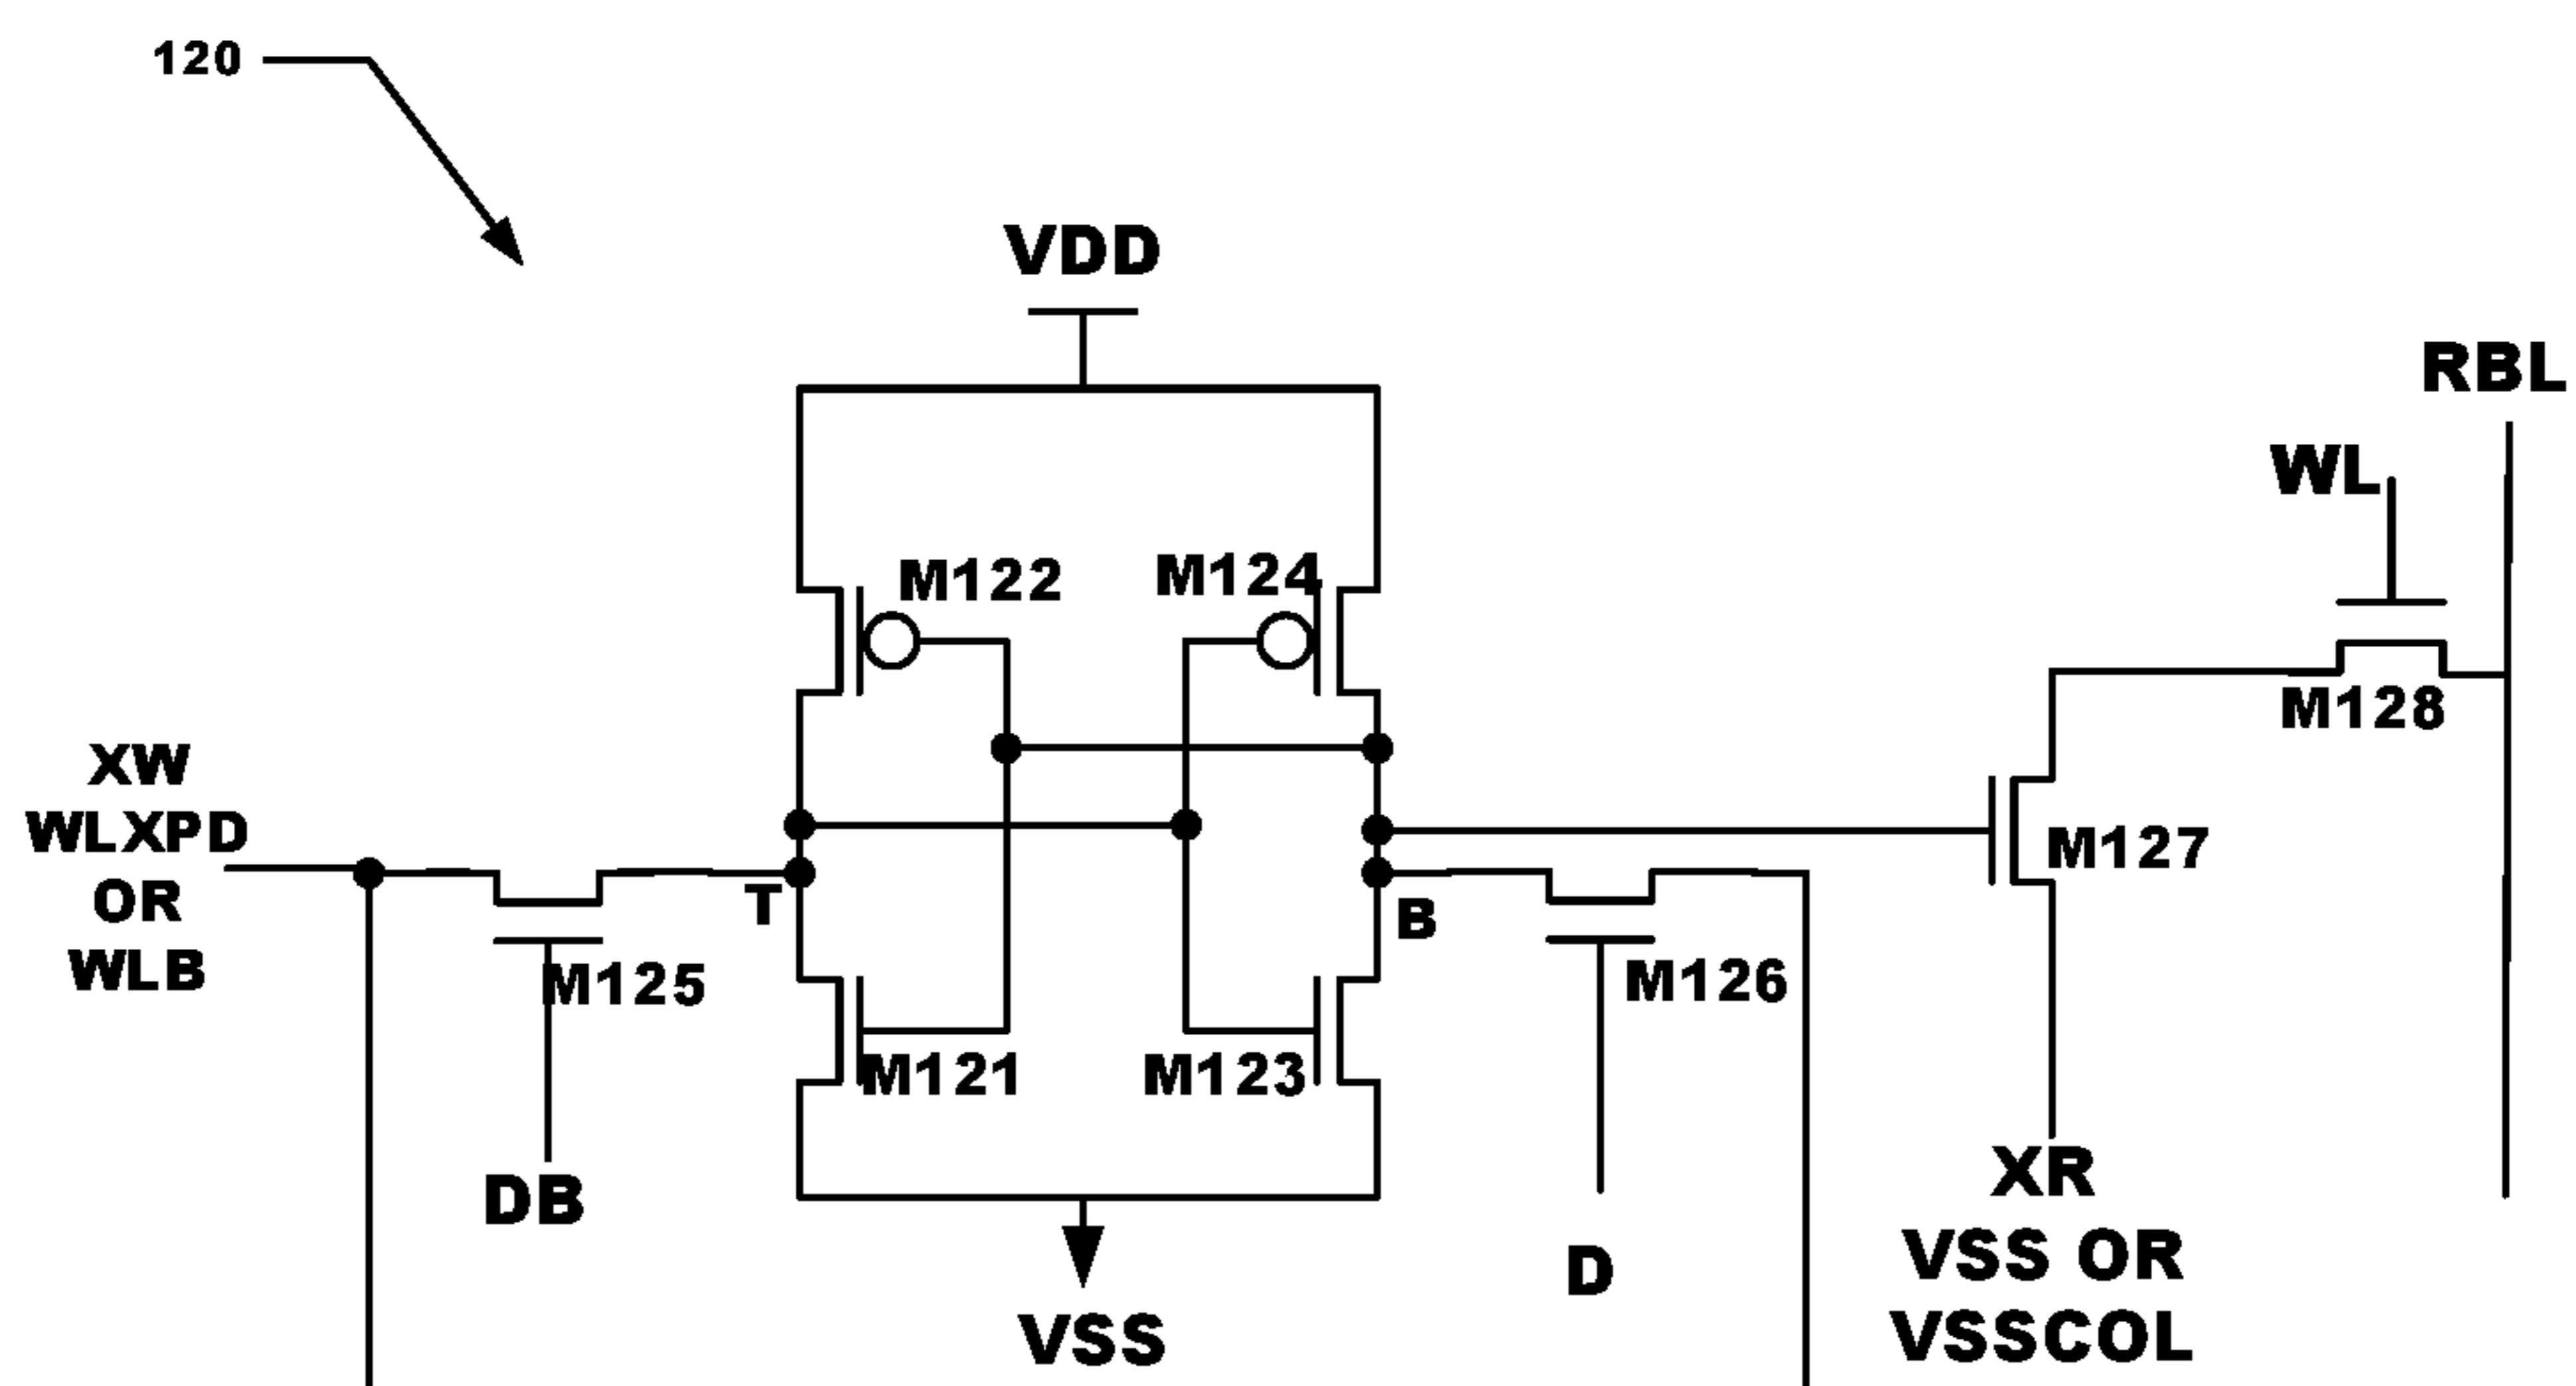 120
VDD
RBL
WL
M122
M124
M128
XW
WLXPD
OR
WLB
M127
T
B
M125
M126
M121
M123
DB
D
XR
VSS OR
VSSCOL
VSS